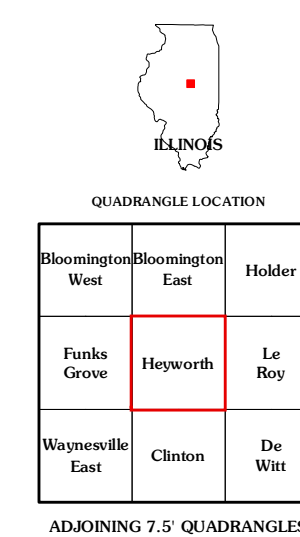 ILLINOIS
QUADRANGLE LOCATION
Bloomington West
Bloomington East
Holder
Funks Grove
Heyworth
Le Roy
Waynesville East
Clinton
De Witt
ADJOINING 7.5' QUADRANGLES